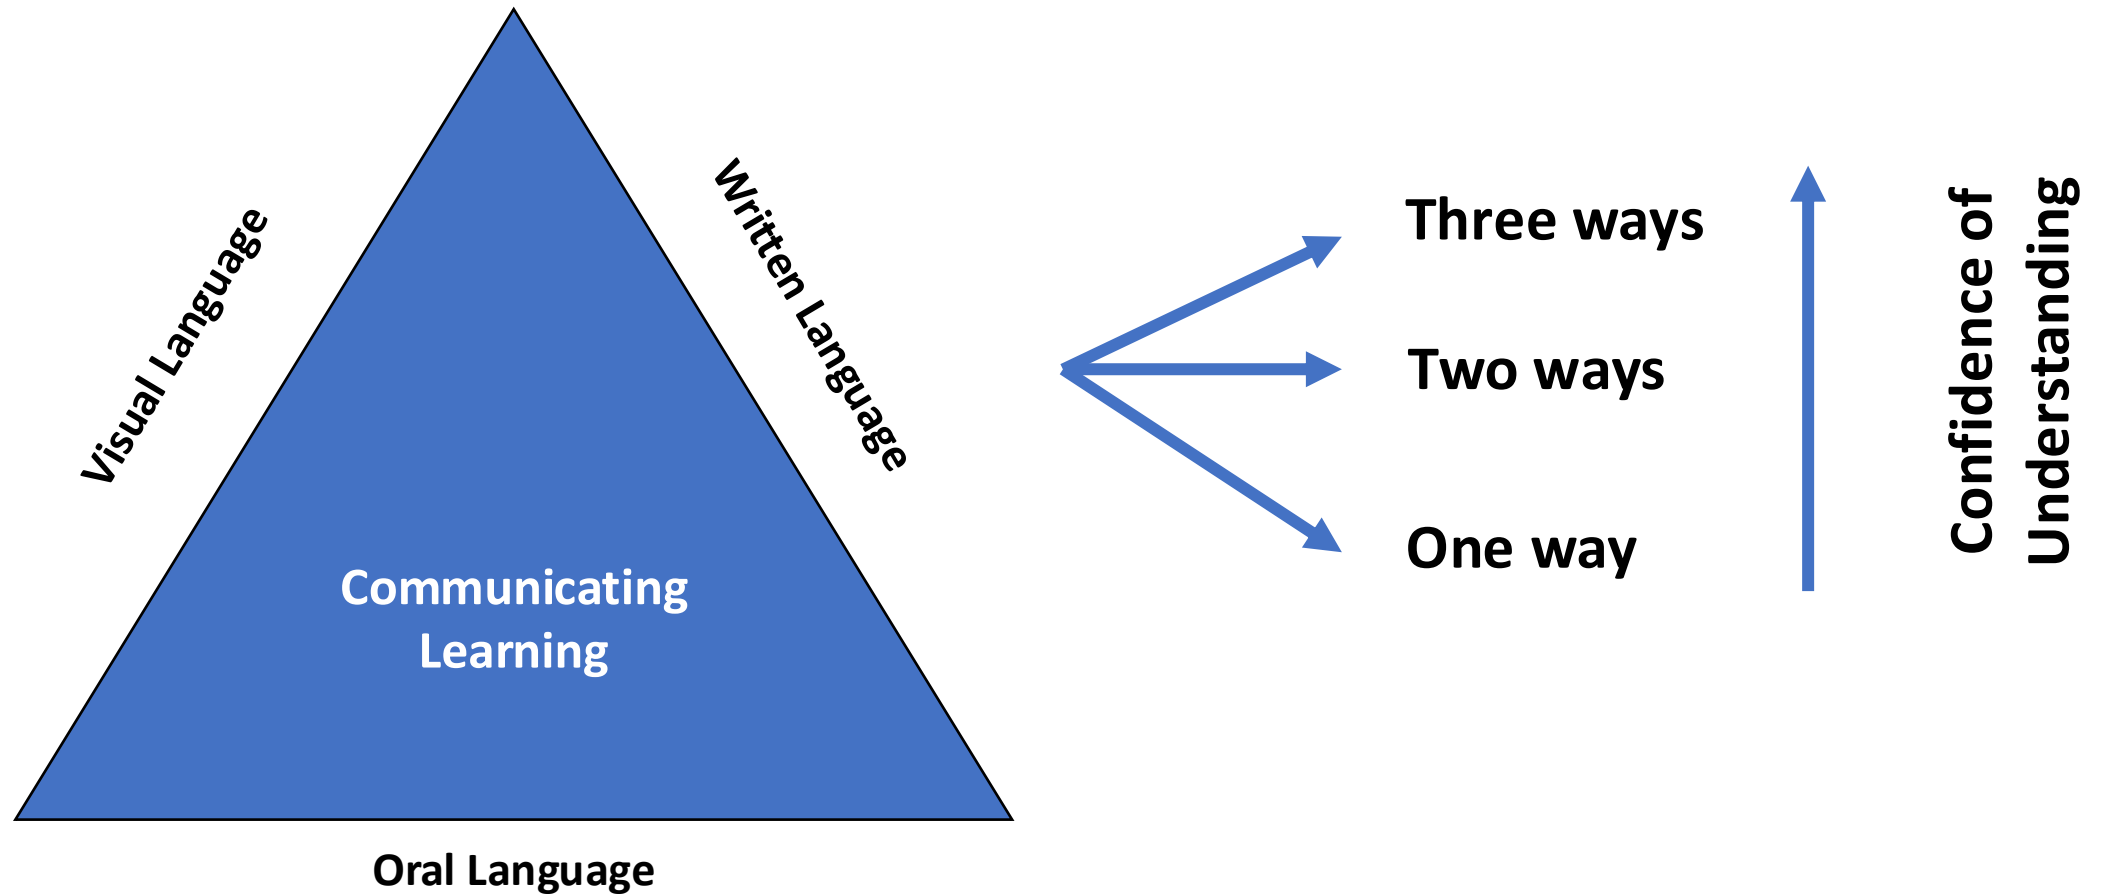 Visual Language
Written Language
Communicating
Learning
Oral Language
Three ways
Two ways
One way
Confidence of
Understanding